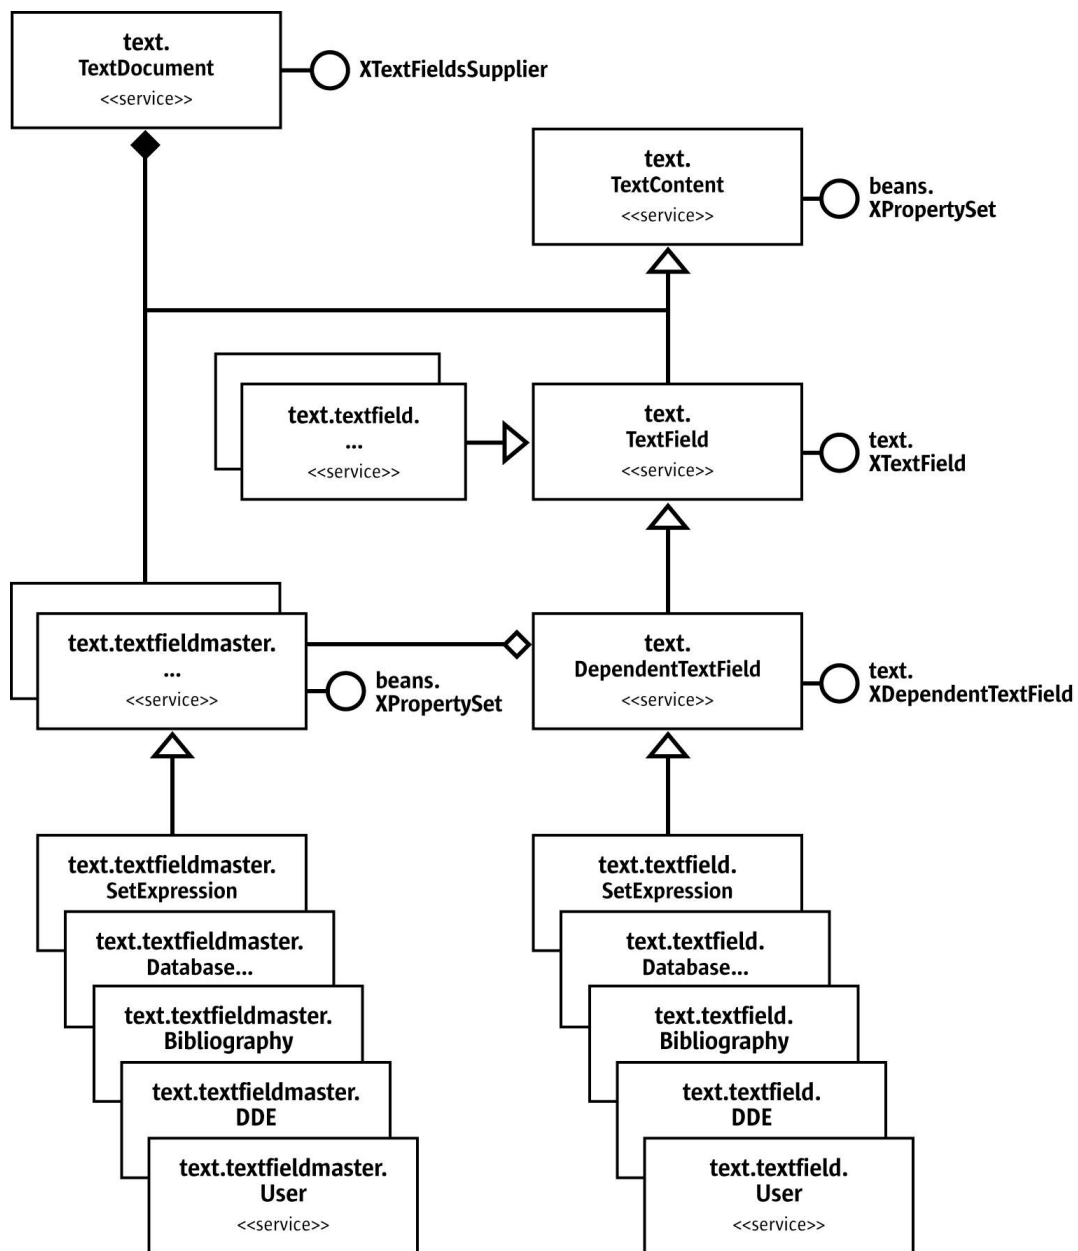 text.
TextDocument
<<service>>
XTextFieldsSupplier
text.
TextContent
<<service>>
beans.
XPropertySet
text.textfield.
...
<<service>>
text.
TextField
<<service>>
text.
XTextField
text.textfieldmaster.
...
<<service>>
beans.
XPropertySet
text.
DependentTextField
<<service>>
text.
XDependentTextField
text.textfieldmaster.
SetExpression
text.textfieldmaster.
Database...
text.textfieldmaster.
Bibliography
text.textfieldmaster.
DDE
text.textfieldmaster.
User
<<service>>
text.textfield.
SetExpression
text.textfield.
Database...
text.textfield.
Bibliography
text.textfield.
DDE
text.textfield.
User
<<service>>